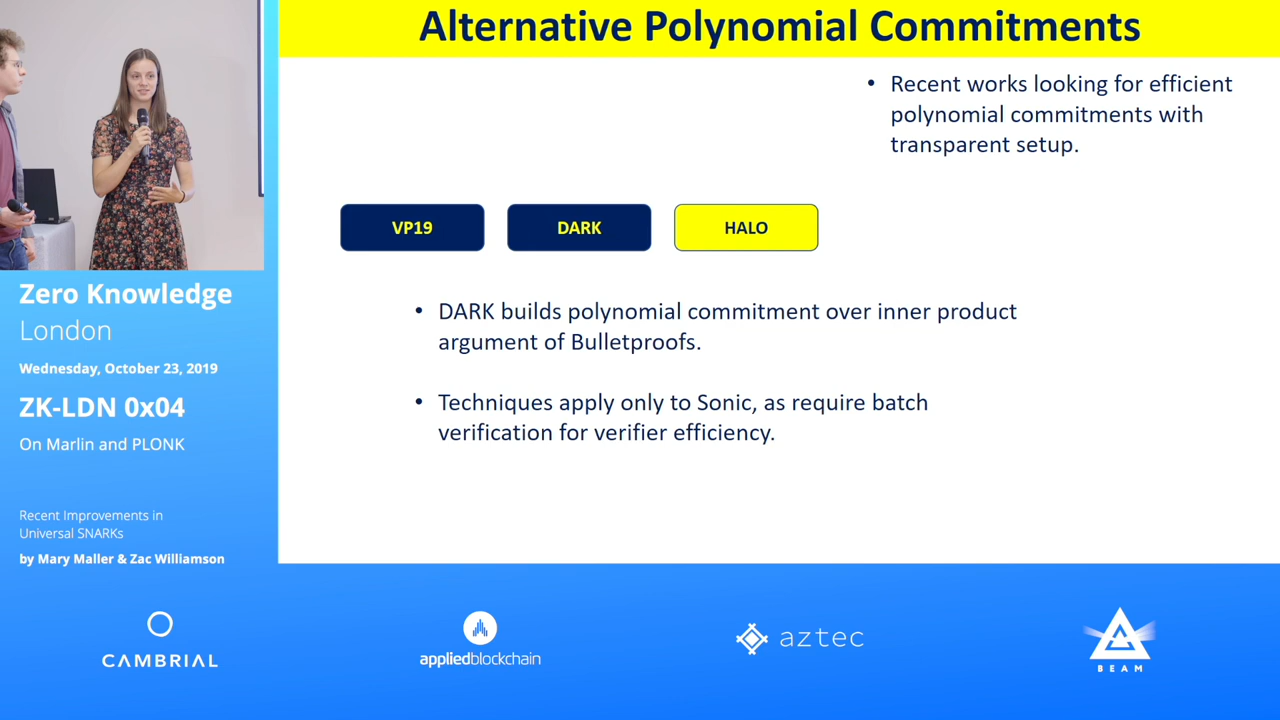 Alternative Polynomial Commitments
• Recent works looking for efficient
polynomial commitments with
transparent setup.
VP19
DARK
HALO
• DARK builds polynomial commitment over inner product
argument of Bulletproofs.
• Techniques apply only to Sonic, as require batch
verification for verifier efficiency.
Zero Knowledge
London
Wednesday, October 23, 2019
ZK-LDN 0x04
On Marlin and PLONK
Recent Improvements in
Universal SNARKs
by Mary Maller & Zac Williamson
CAMBRIAL
appliedblockchain
aztec
BEAM